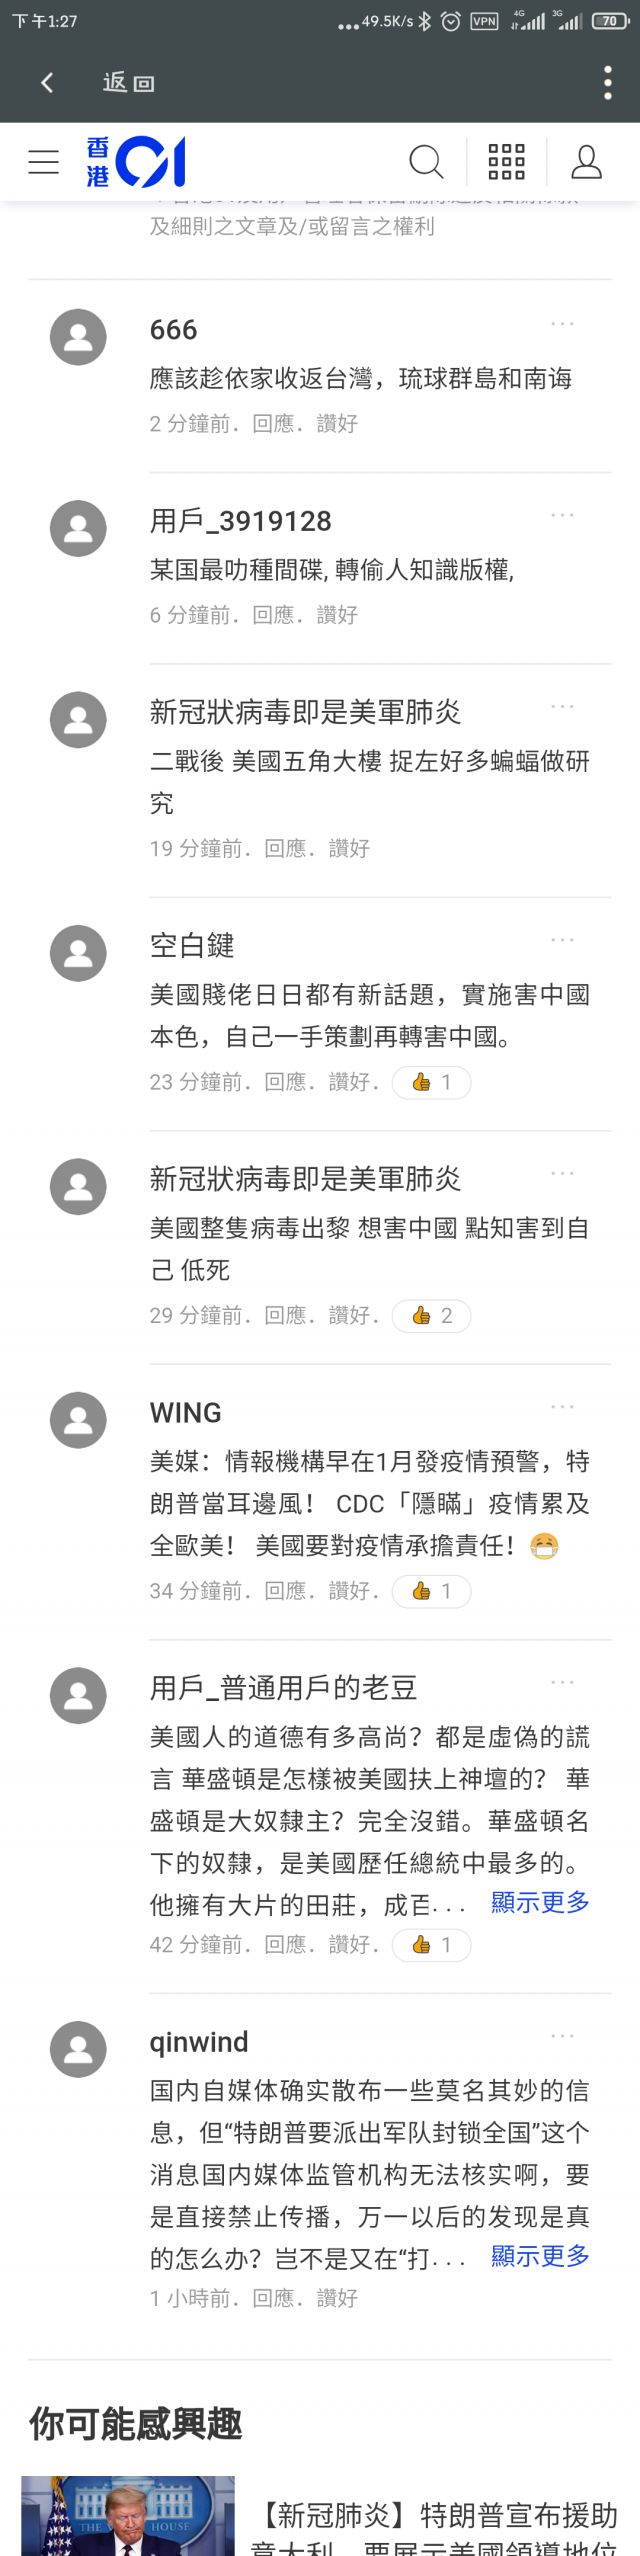 下午1:27
...49.5K/s VPN 4G 3G 70
返回
香港01
及細則之文章及/或留言之權利
666
應該趁依家收返台灣，琉球群島和南诲
2 分鐘前．回應．讚好
用戶_3919128
某国最叻種間碟, 轉偷人知識版權,
6 分鐘前．回應．讚好
新冠狀病毒即是美軍肺炎
二戰後 美國五角大樓 捉左好多蝙蝠做研
究
19 分鐘前．回應．讚好
空白鍵
美國賤佬日日都有新話題，實施害中國
本色，自己一手策劃再轉害中國。
23 分鐘前．回應．讚好． 1
新冠狀病毒即是美軍肺炎
美國整隻病毒出黎 想害中國 點知害到自
己 低死
29 分鐘前．回應．讚好． 2
WING
美媒：情報機構早在1月發疫情預警，特
朗普當耳邊風！ CDC「隱瞞」疫情累及
全歐美！ 美國要對疫情承擔責任！😷
34 分鐘前．回應．讚好． 1
用戶_普通用戶的老豆
美國人的道德有多高尚？都是虛偽的謊
言 華盛頓是怎樣被美國扶上神壇的？ 華
盛頓是大奴隸主？完全沒錯。華盛頓名
下的奴隸，是美國歷任總統中最多的。
他擁有大片的田莊，成百... 顯示更多
42 分鐘前．回應．讚好． 1
qinwind
国内自媒体确实散布一些莫名其妙的信
息，但“特朗普要派出军队封锁全国”这个
消息国内媒体监管机构无法核实啊，要
是直接禁止传播，万一以后的发现是真
的怎么办？岂不是又在“打... 顯示更多
1 小時前．回應．讚好
你可能感興趣
【新冠肺炎】特朗普宣布援助
意大利 要展示美國領導地位
THE HOUSE